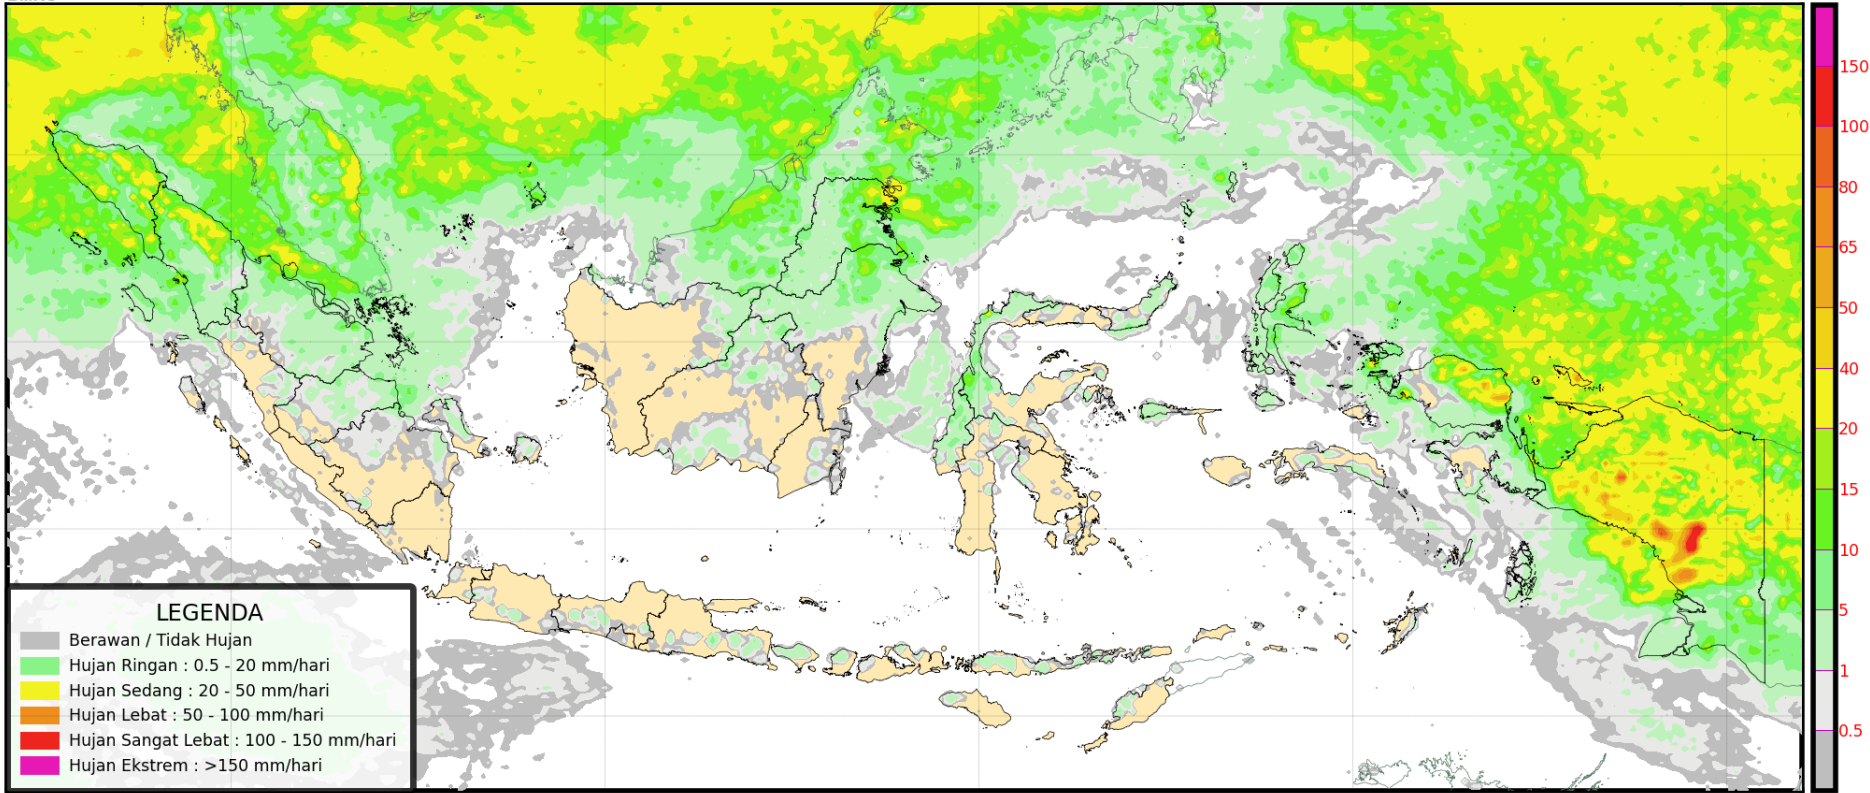 LEGENDA
Berawan / Tidak Hujan
Hujan Ringan : 0.5 - 20 mm/hari
Hujan Sedang : 20 - 50 mm/hari
Hujan Lebat : 50 - 100 mm/hari
Hujan Sangat Lebat : 100 - 150 mm/hari
Hujan Ekstrem : >150 mm/hari
150
100
80
65
50
40
20
15
10
5
1
0.5